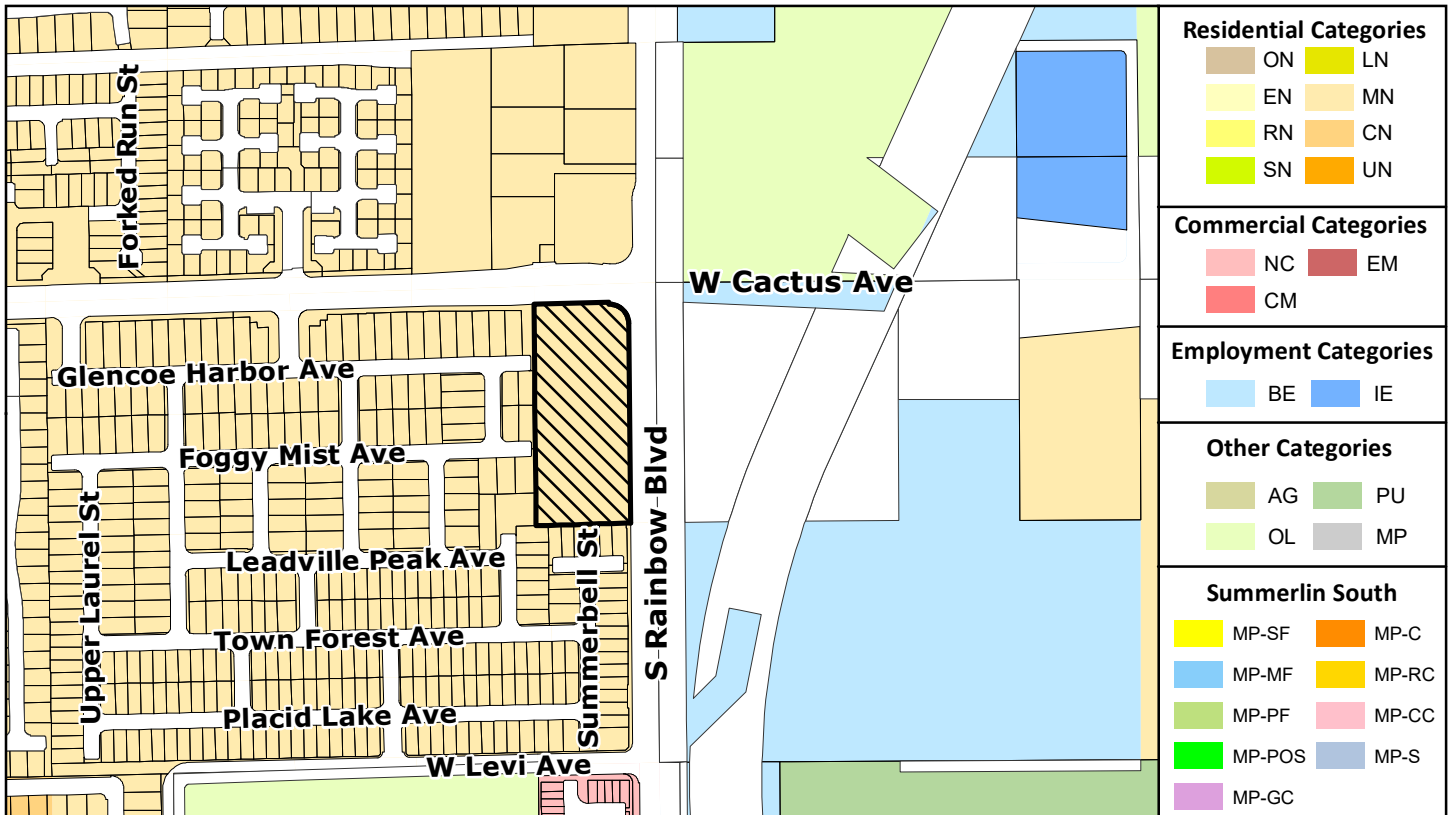 Forked Run St
W Cactus Ave
Glencoe Harbor Ave
Foggy Mist Ave
Upper Laurel St
Leadville Peak Ave
Summerbell St
S Rainbow Blvd
Town Forest Ave
Placid Lake Ave
W Levi Ave
Residential Categories
ON LN
EN MN
RN CN
SN UN
Commercial Categories
NC EM
CM
Employment Categories
BE IE
Other Categories
AG PU
OL MP
Summerlin South
MP-SF MP-C
MP-MF MP-RC
MP-PF MP-CC
MP-POS MP-S
MP-GC